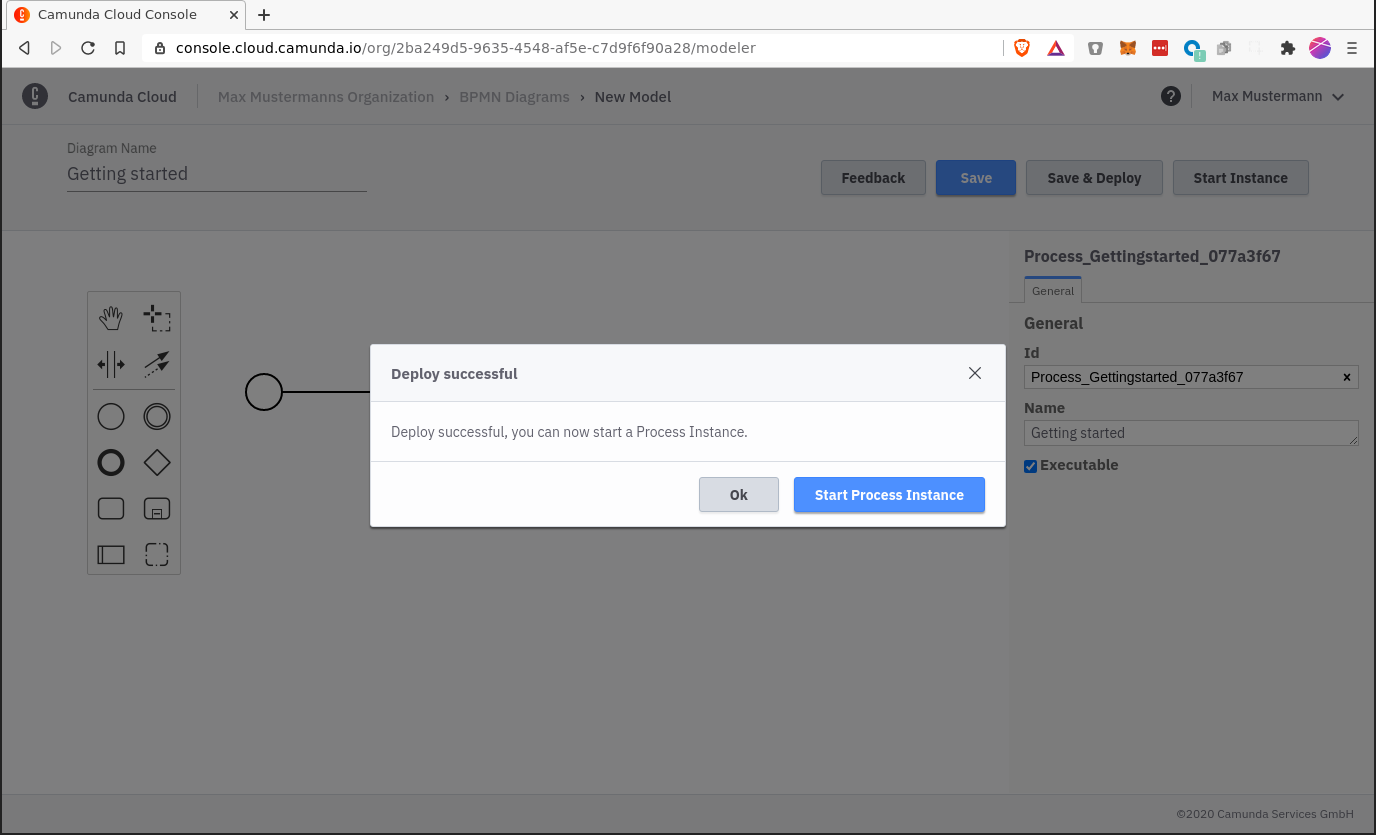 Camunda Cloud Console
console.cloud.camunda.io/org/2ba249d5-9635-4548-af5e-c7d9f6f90a28/modeler
Camunda Cloud
Max Mustermanns Organization › BPMN Diagrams › New Model
Max Mustermann
Diagram Name
Getting started
Feedback
Save
Save & Deploy
Start Instance
Process_Gettingstarted_077a3f67
General
General
Id
Process_Gettingstarted_077a3f67
Name
Getting started
Executable
Deploy successful
Deploy successful, you can now start a Process Instance.
Ok
Start Process Instance
©2020 Camunda Services GmbH